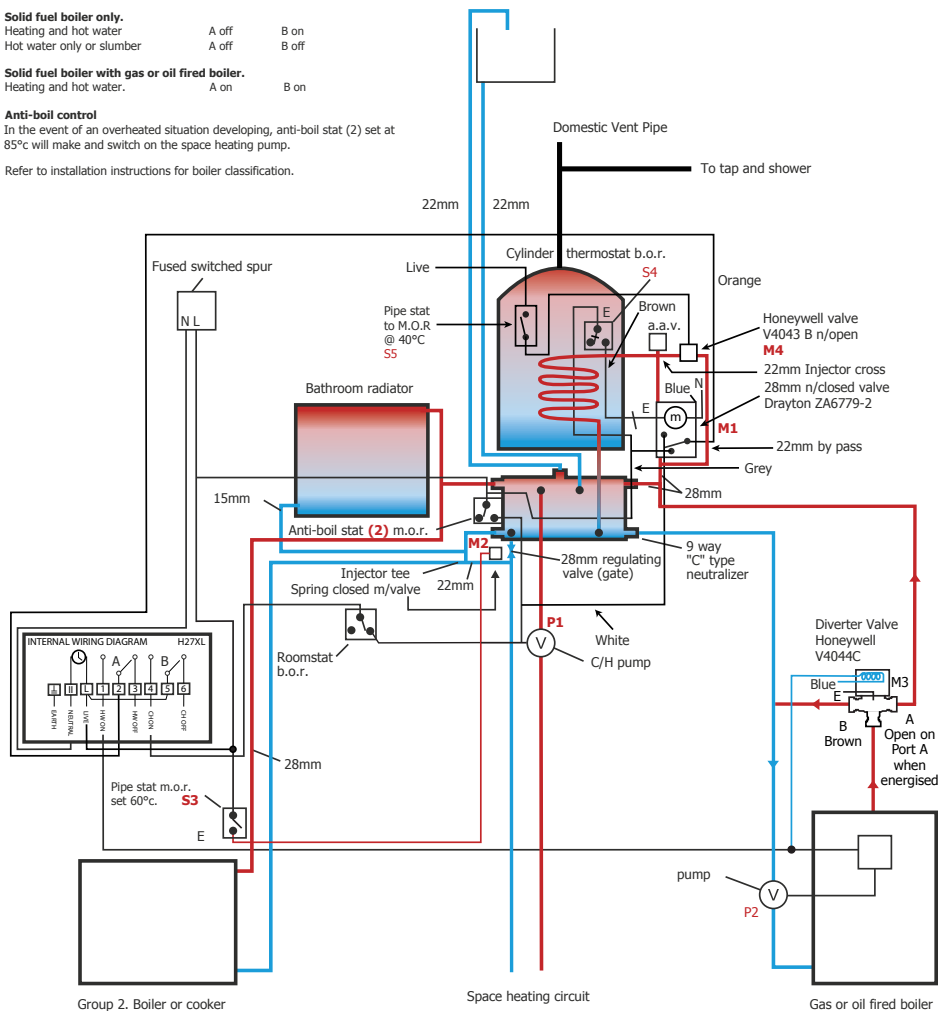 Solid fuel boiler only.
Heating and hot water A off B on
Hot water only or slumber A off B off
Solid fuel boiler with gas or oil fired boiler.
Heating and hot water. A on B on
Anti-boil control
In the event of an overheated situation developing, anti-boil stat (2) set at
85°c will make and switch on the space heating pump.
Refer to installation instructions for boiler classification.
Domestic Vent Pipe
To tap and shower
22mm
22mm
Cylinder thermostat b.o.r.
S4
Live
Fused switched spur
N L
Orange
Pipe stat
to M.O.R
@ 40°C
S5
E
Brown
a.a.v.
Honeywell valve
V4043 B n/open
M4
22mm Injector cross
28mm n/closed valve
Drayton ZA6779-2
Bathroom radiator
Blue
N
E
m
M1
22mm by pass
Grey
28mm
15mm
Anti-boil stat (2) m.o.r.
M2
28mm regulating
valve (gate)
9 way
"C" type
neutralizer
Injector tee
22mm
Spring closed m/valve
P1
White
V
C/H pump
Roomstat
b.o.r.
Diverter Valve
Honeywell
V4044C
INTERNAL WIRING DIAGRAM H27XL
A
B
II L 1 2 3 4 5 6
EARTH
NEUTRAL
LIVE
HW ON
HW OFF
CH ON
CH OFF
Blue
M3
E
B
Brown
A
Open on
Port A
when
energised
28mm
Pipe stat m.o.r.
set 60°c.
S3
E
pump
V
P2
Group 2. Boiler or cooker
Space heating circuit
Gas or oil fired boiler